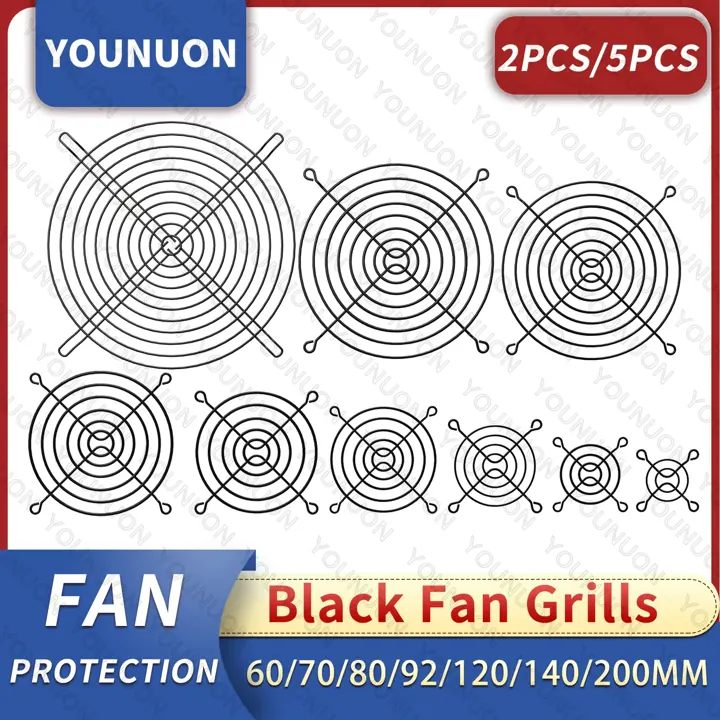 YOUNUON
2PCS/5PCS
FAN
PROTECTION
Black Fan Grills
60/70/80/92/120/140/200MM